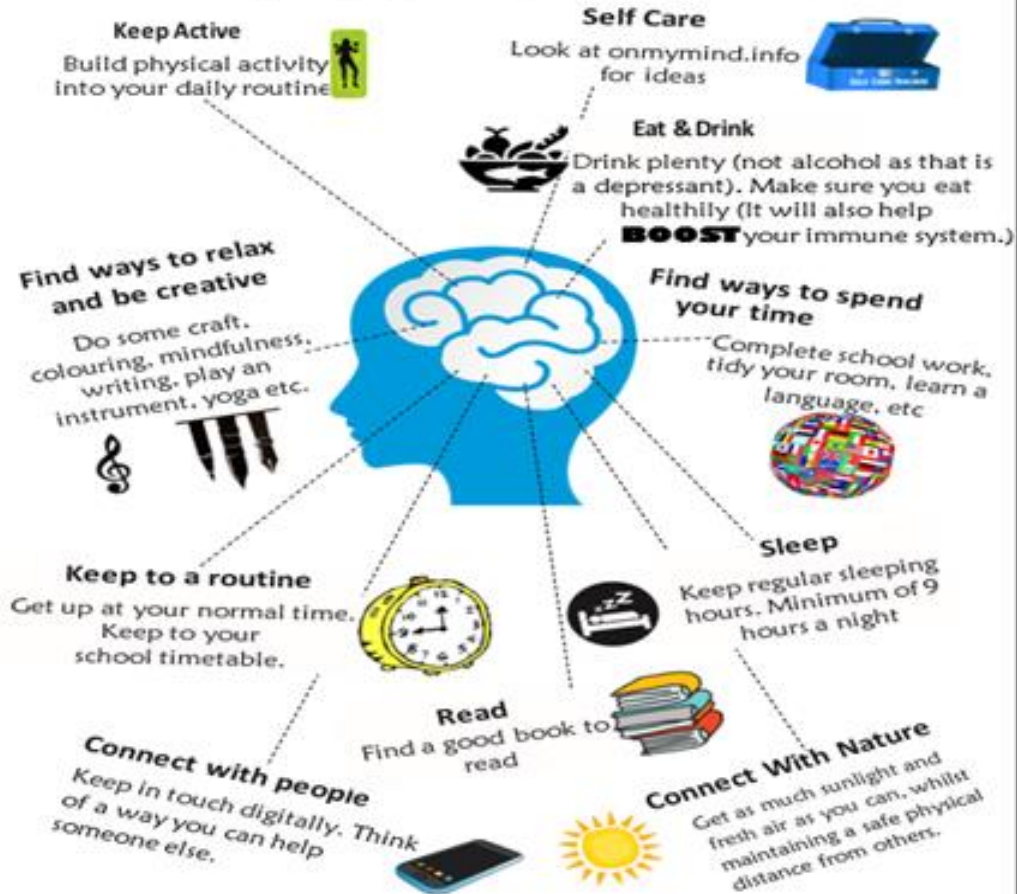 Keep Active
Build physical activity
into your daily routine
Self Care
Look at onmymind.info
for ideas
Eat & Drink
Drink plenty (not alcohol as that is
a depressant). Make sure you eat
healthily (It will also help
BOOST your immune system.)
Find ways to relax
and be creative
Do some craft,
colouring, mindfulness,
writing, play an
instrument, yoga etc.
Find ways to spend
your time
Complete school work,
tidy your room, learn a
language, etc
Keep to a routine
Get up at your normal time.
Keep to your
school timetable.
Sleep
Keep regular sleeping
hours. Minimum of 9
hours a night
Read
Find a good book to
read
Connect with people
Keep in touch digitally. Think
of a way you can help
someone else.
Connect With Nature
Get as much sunlight and
fresh air as you can, whilst
maintaining a safe physical
distance from others.